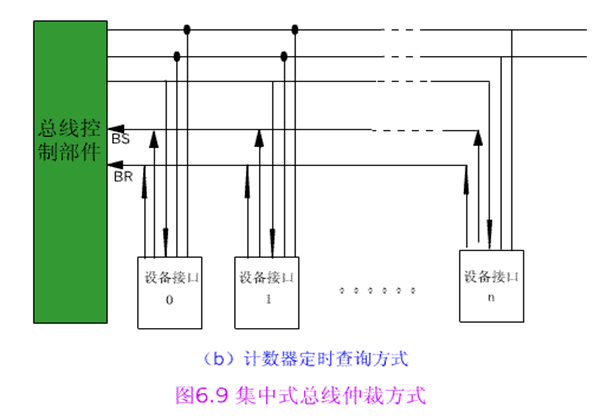 总线控
制部件
BS
BR
设备接口
0
设备接口
1
设备接口
n
（b）计数器定时查询方式
图6.9 集中式总线仲裁方式